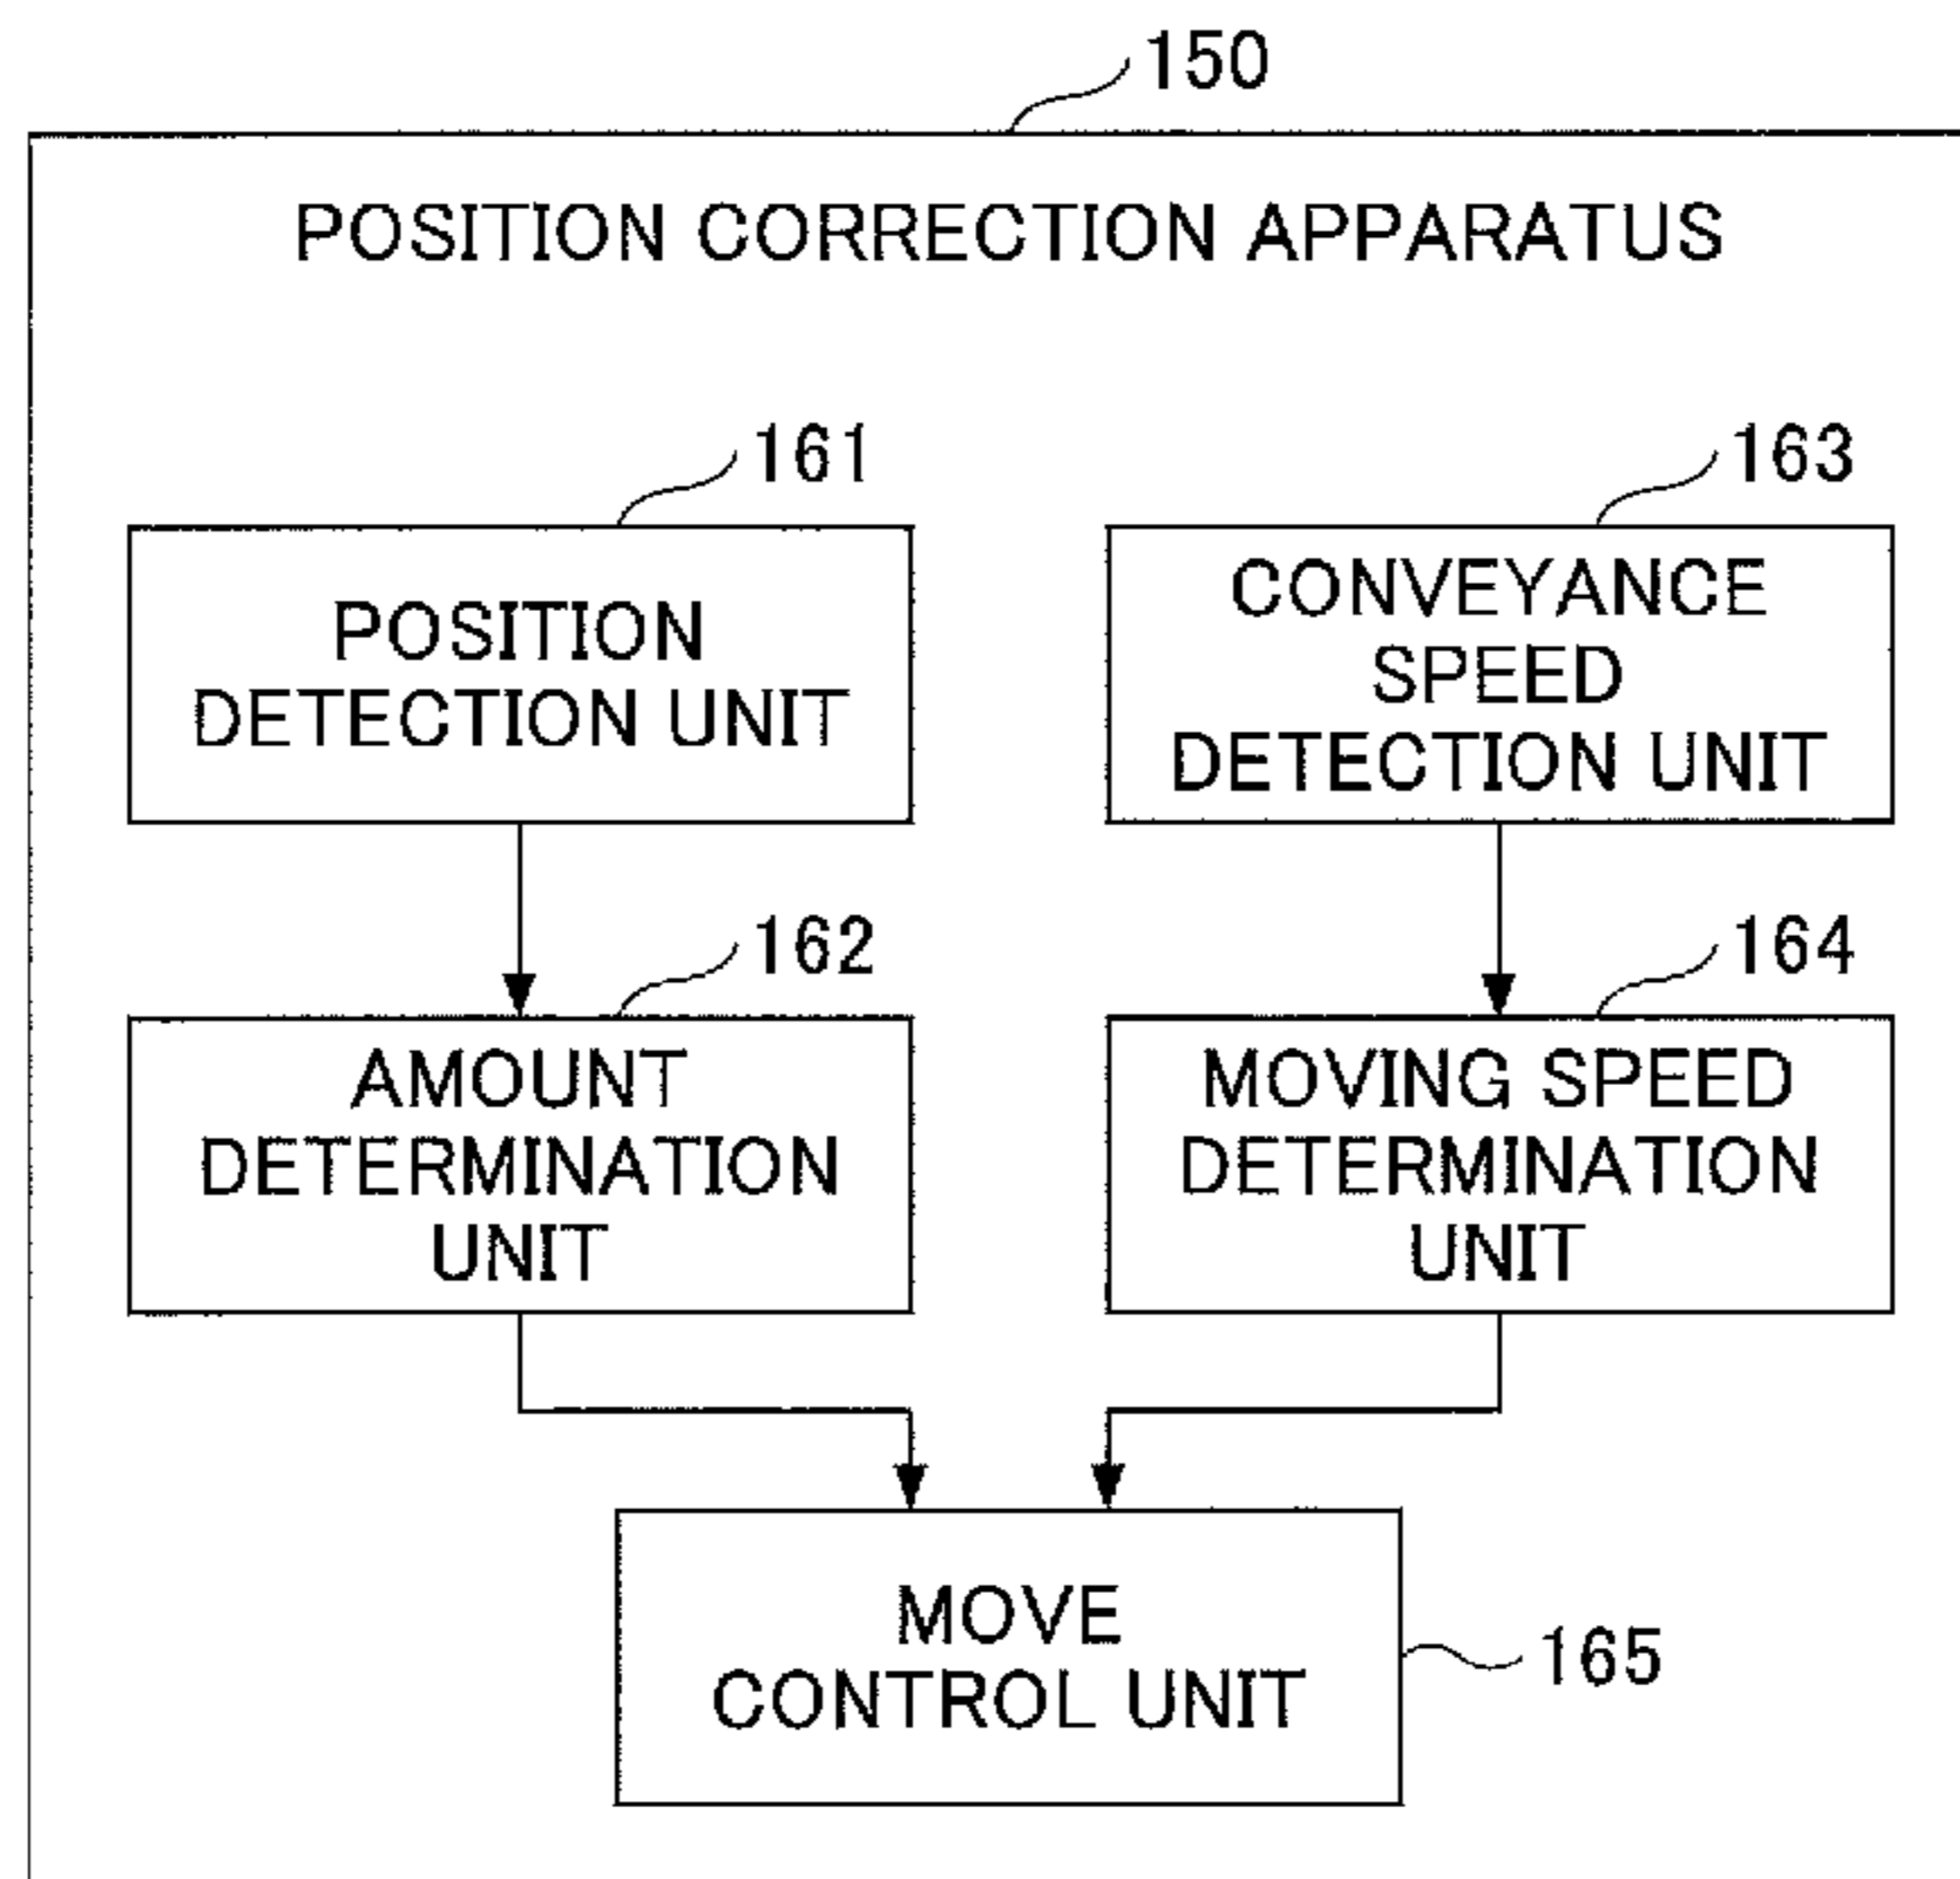 150
POSITION CORRECTION APPARATUS
161
163
POSITION
DETECTION UNIT
CONVEYANCE
SPEED
DETECTION UNIT
162
164
AMOUNT
DETERMINATION
UNIT
MOVING SPEED
DETERMINATION
UNIT
MOVE
CONTROL UNIT
165